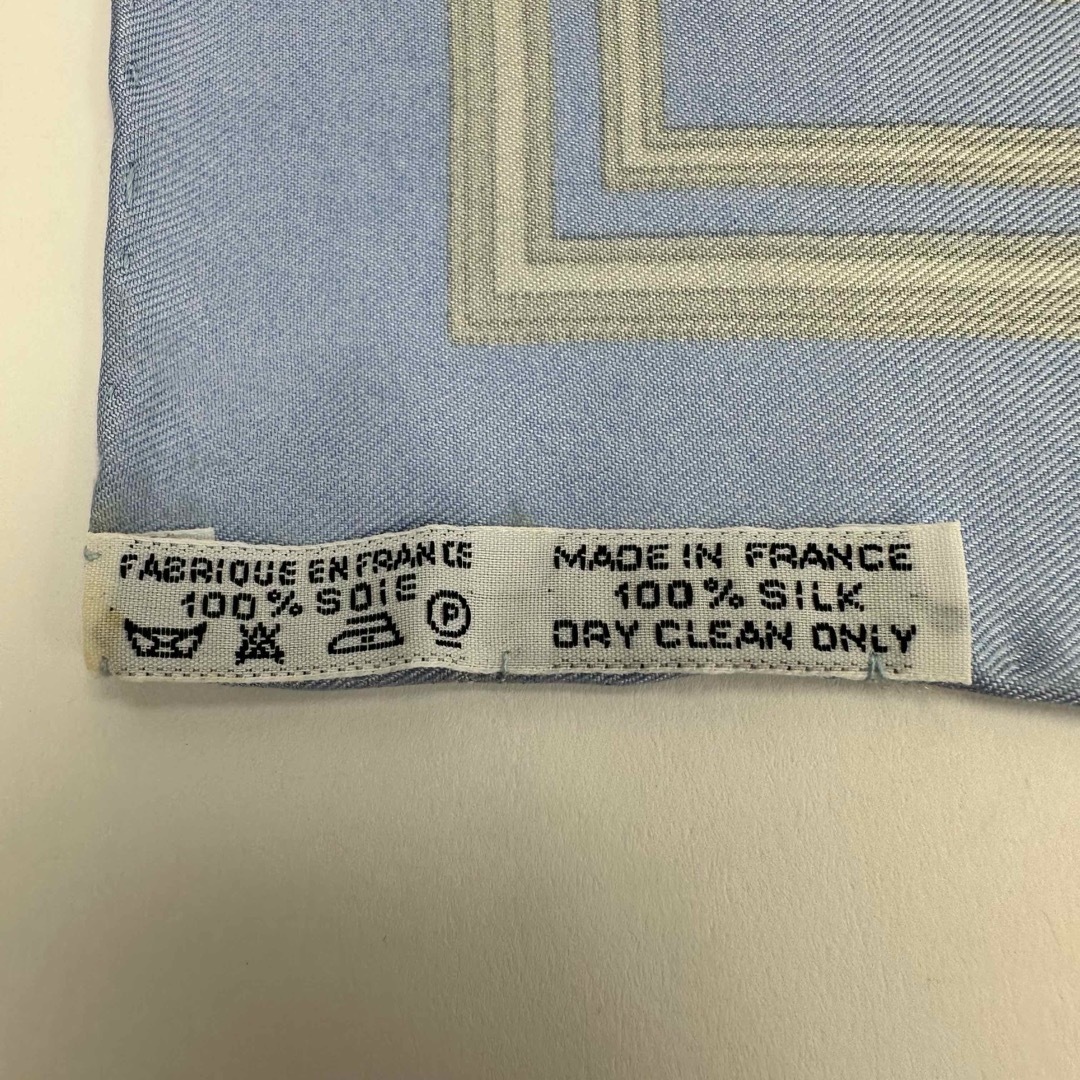 FABRIQUE EN FRANCE
100% SOIE
P
MADE IN FRANCE
100% SILK
DRY CLEAN ONLY